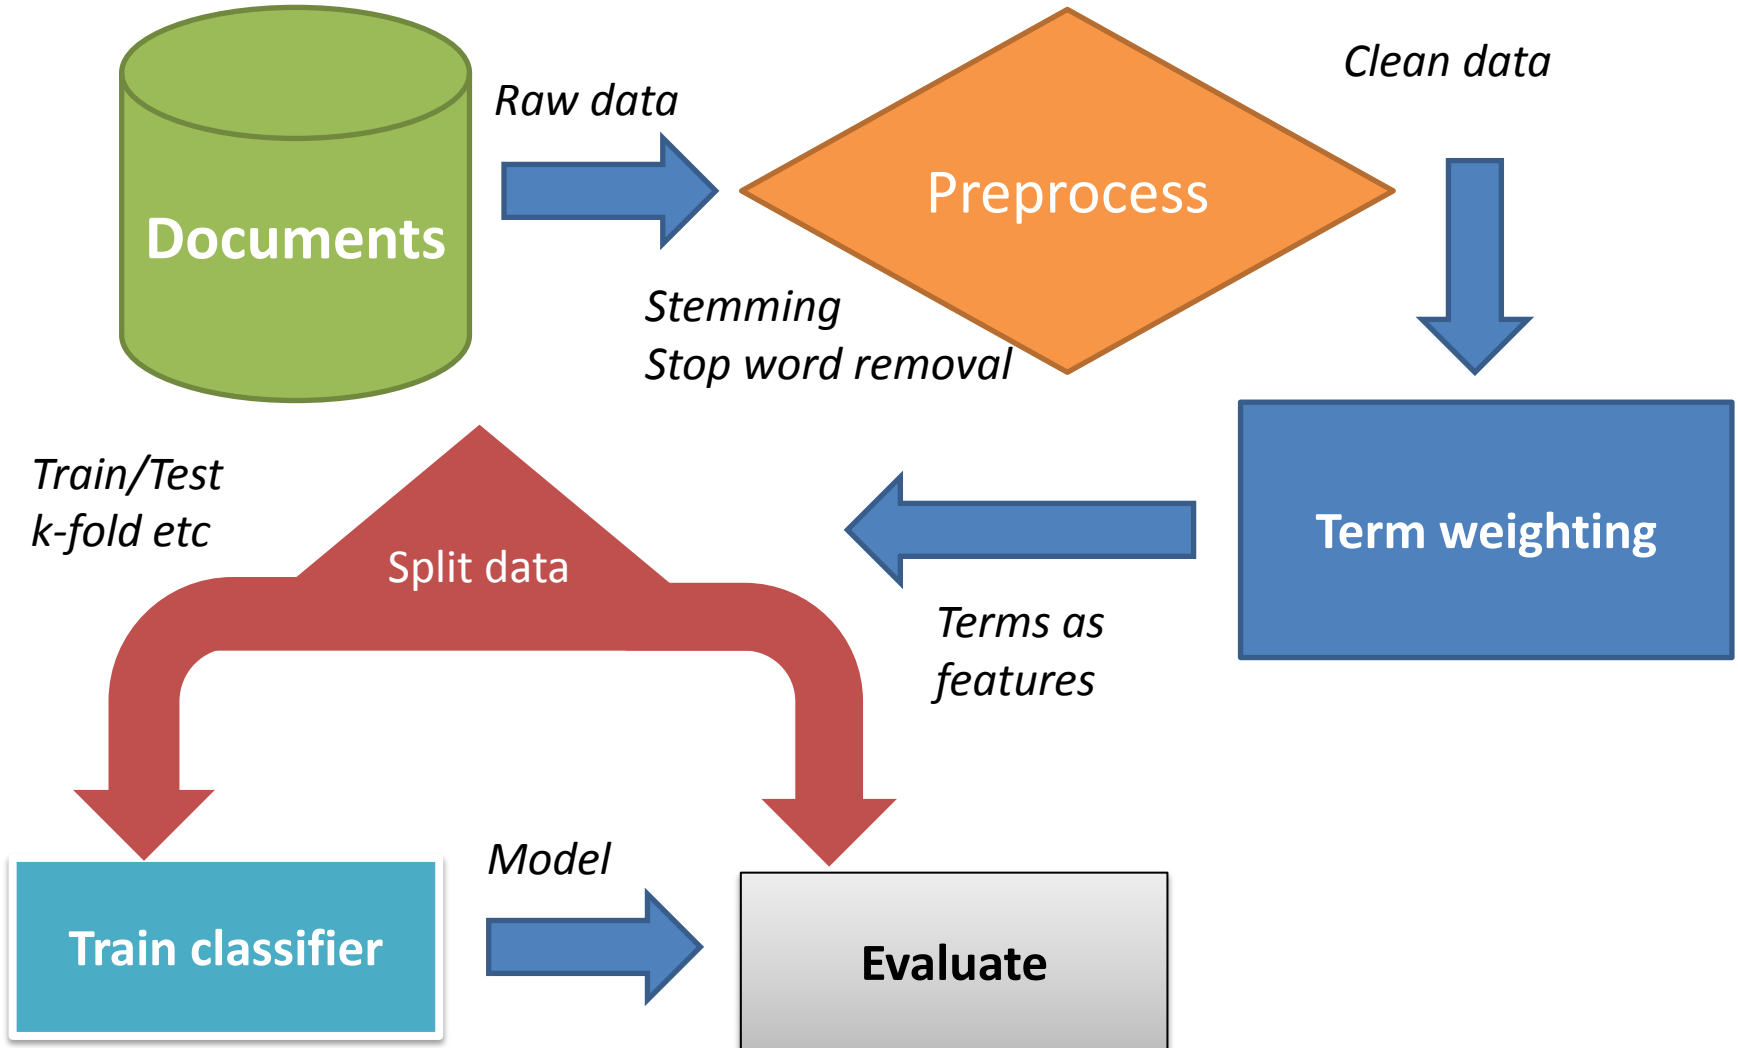 Documents
Raw data
Preprocess
Clean data
Stemming
Stop word removal
Term weighting
Terms as
features
Train/Test
k-fold etc
Split data
Train classifier
Model
Evaluate